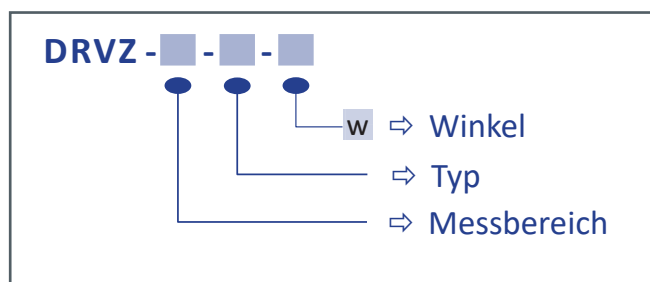 DRVZ - - -
w ⇨ Winkel
⇨ Typ
⇨ Messbereich